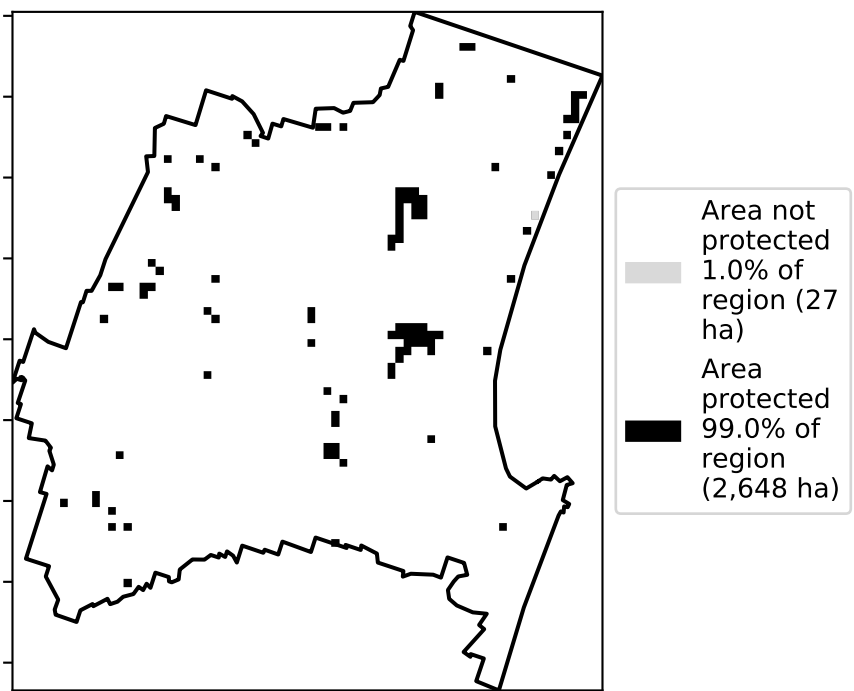 Area not
protected
1.0% of
region (27
ha)
Area
protected
99.0% of
region
(2,648 ha)